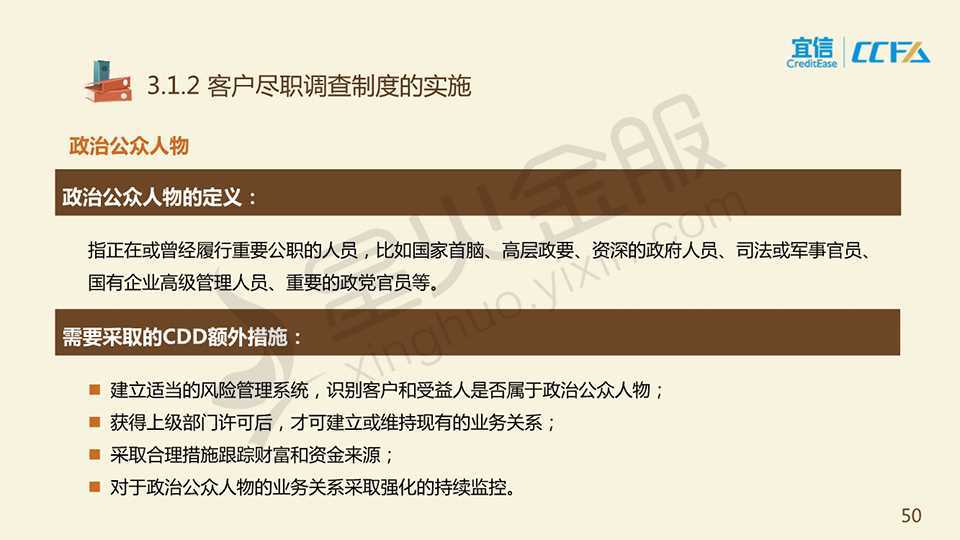 宜信
CreditEase
CCFA
3.1.2 客户尽职调查制度的实施
政治公众人物
政治公众人物的定义：
指正在或曾经履行重要公职的人员，比如国家首脑、高层政要、资深的政府人员、司法或军事官员、
国有企业高级管理人员、重要的政党官员等。
需要采取的CDD额外措施：
建立适当的风险管理系统，识别客户和受益人是否属于政治公众人物；
获得上级部门许可后，才可建立或维持现有的业务关系；
采取合理措施跟踪财富和资金来源；
对于政治公众人物的业务关系采取强化的持续监控。
星火金服
xinghuo.yixin.com
50